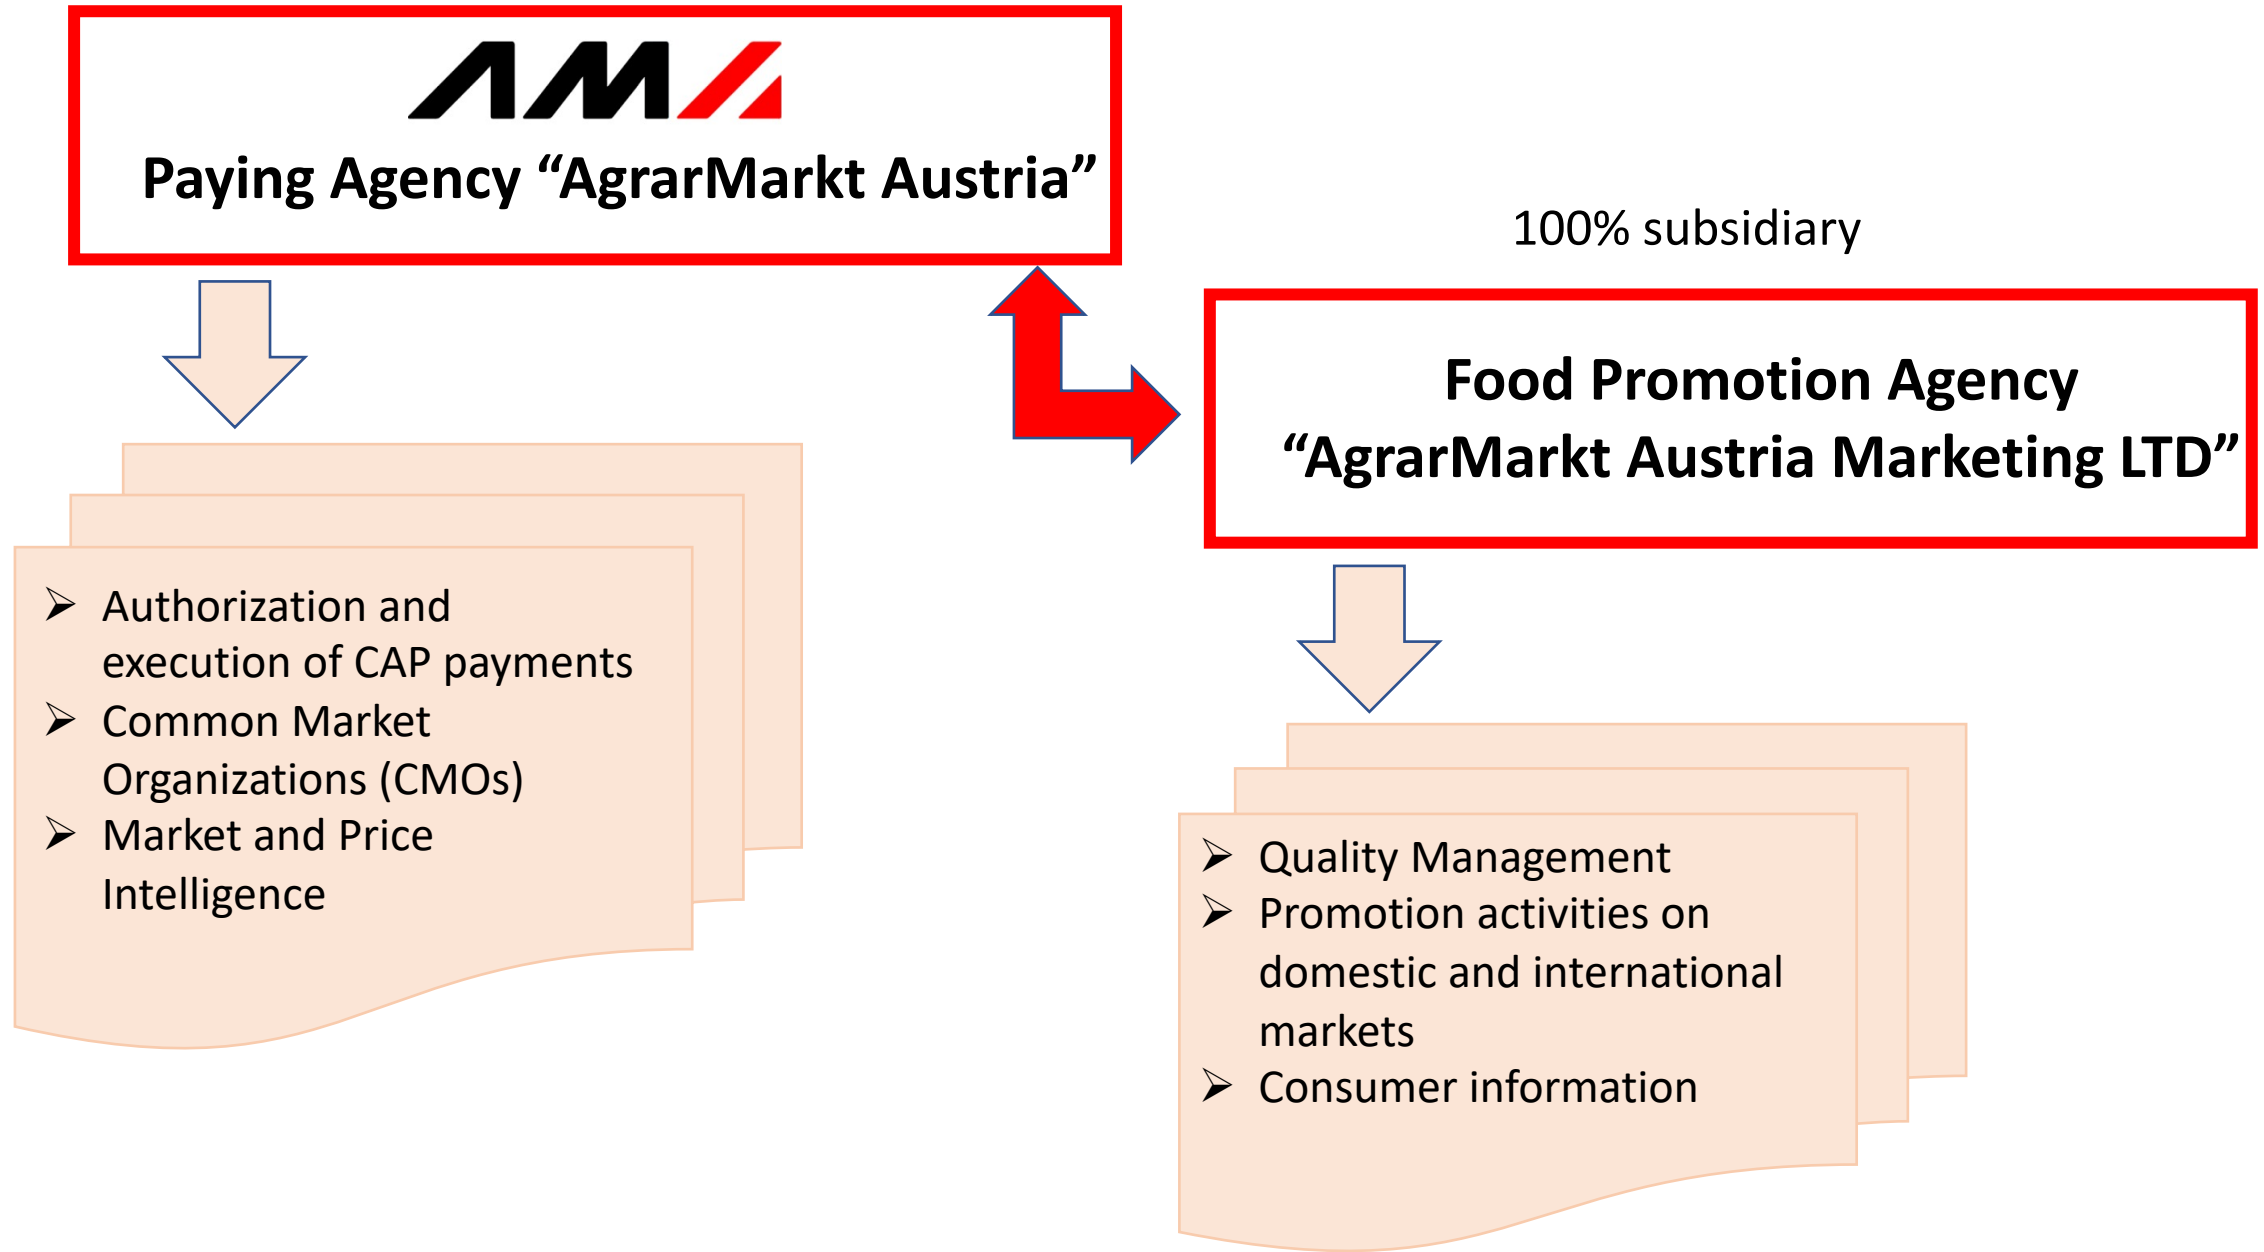 AMA
Paying Agency “AgrarMarkt Austria”
100% subsidiary
Food Promotion Agency
“AgrarMarkt Austria Marketing LTD”
➢ Authorization and
execution of CAP payments
➢ Common Market
Organizations (CMOs)
➢ Market and Price
Intelligence
➢ Quality Management
➢ Promotion activities on
domestic and international
markets
➢ Consumer information